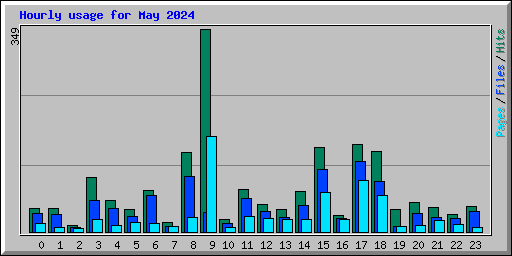 Hourly usage for May 2024
349
Pages/Files/Hits
0 1 2 3 4 5 6 7 8 9 10 11 12 13 14 15 16 17 18 19 20 21 22 23